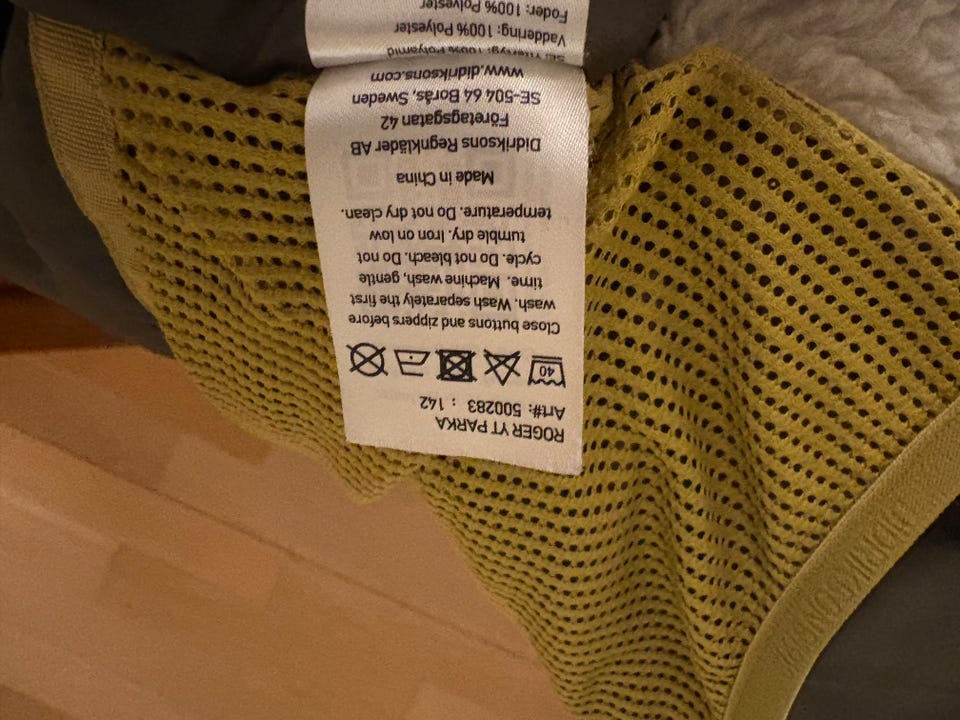 ROGER YT PARKA
Art#: 500283 : 142
40
Close buttons and zippers before
wash. Wash separately the first
time. Machine wash, gentle
cycle. Do not bleach. Do not
tumble dry. Iron on low
temperature. Do not dry clean.
Made in China
Didriksons Regnkläder AB
Företagsgatan 42
SE-504 64 Borås, Sweden
www.didriksons.com
100% Polyamid
Vaddering: 100% Polyester
Foder: 100% Polyester
DIDRIKSONS